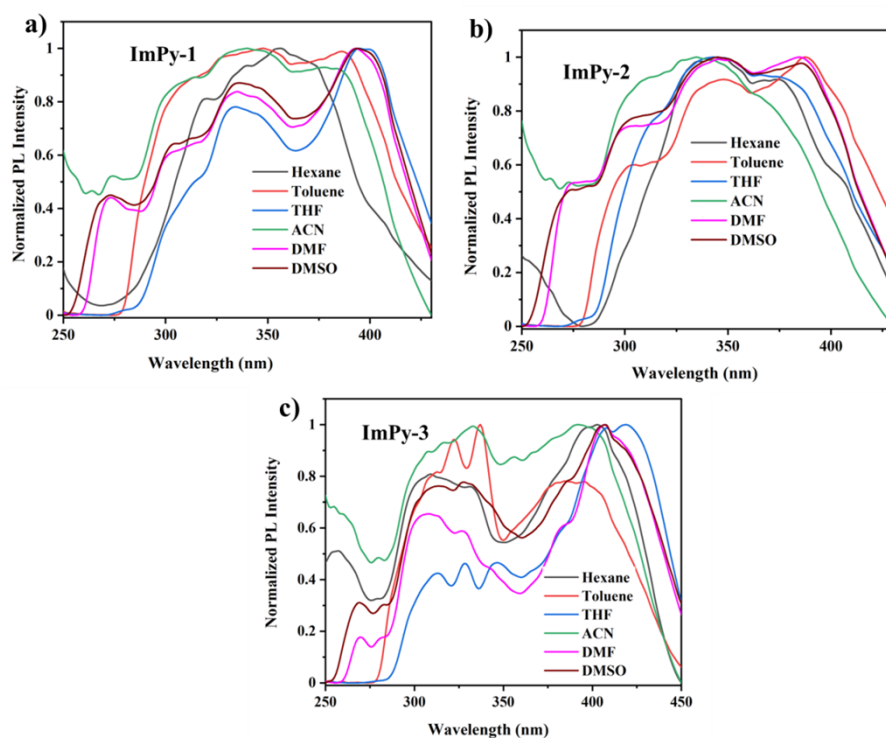 a)
ImPy-1
Normalized PL Intensity
1
0.8
0.6
0.4
0.2
0
Hexane
Toluene
THF
ACN
DMF
DMSO
250 300 350 400
Wavelength (nm)
b)
ImPy-2
Normalized PL Intensity
1
0.8
0.6
0.4
0.2
0
Hexane
Toluene
THF
ACN
DMF
DMSO
250 300 350 400
Wavelength (nm)
c)
ImPy-3
Normalized PL Intensity
1
0.8
0.6
0.4
0.2
0
Hexane
Toluene
THF
ACN
DMF
DMSO
250 300 350 400 450
Wavelength (nm)